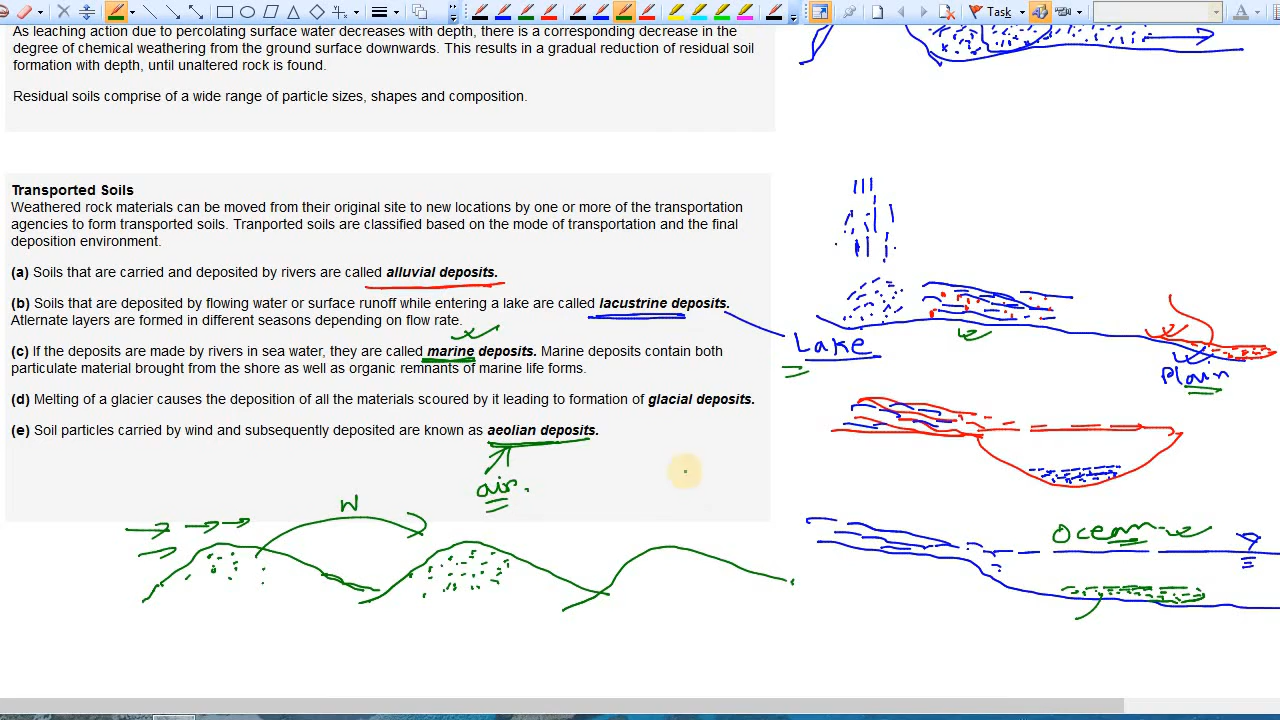 Task
As leaching action due to percolating surface water decreases with depth, there is a corresponding decrease in the
degree of chemical weathering from the ground surface downwards. This results in a gradual reduction of residual soil
formation with depth, until unaltered rock is found.
Residual soils comprise of a wide range of particle sizes, shapes and composition.
Transported Soils
Weathered rock materials can be moved from their original site to new locations by one or more of the transportation
agencies to form transported soils. Tranported soils are classified based on the mode of transportation and the final
deposition environment.
(a) Soils that are carried and deposited by rivers are called alluvial deposits.
(b) Soils that are deposited by flowing water or surface runoff while entering a lake are called lacustrine deposits.
Atlernate layers are formed in different seasons depending on flow rate.
(c) If the deposits are made by rivers in sea water, they are called marine deposits. Marine deposits contain both
particulate material brought from the shore as well as organic remnants of marine life forms.
(d) Melting of a glacier causes the deposition of all the materials scoured by it leading to formation of glacial deposits.
(e) Soil particles carried by wind and subsequently deposited are known as aeolian deposits.
air.
W
Lake
Plain
Ocean
A